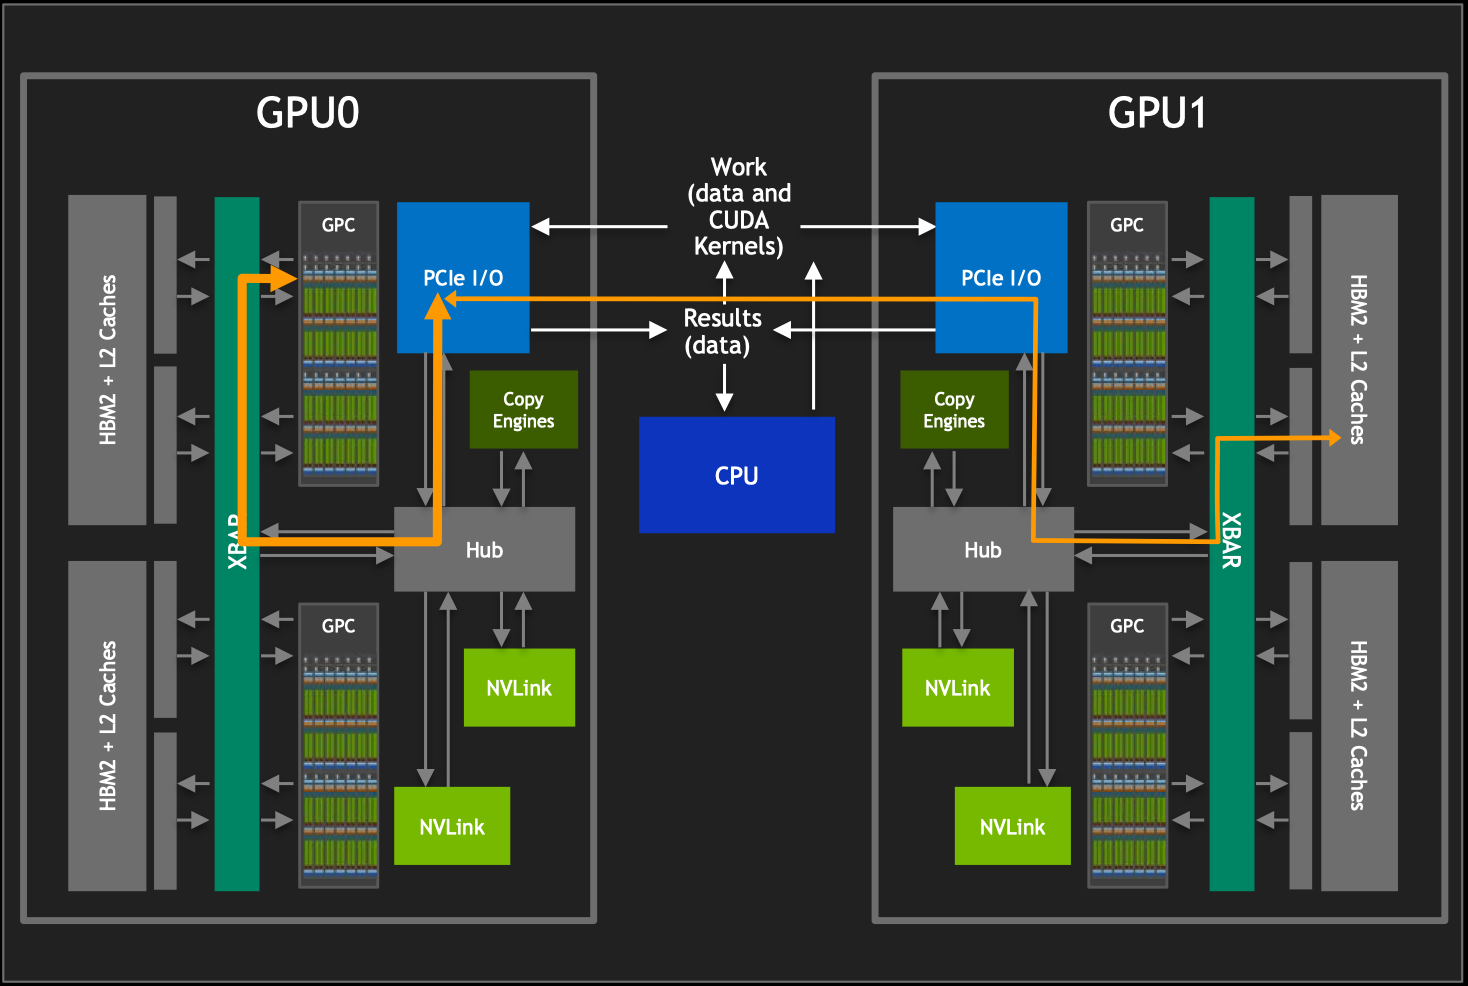 GPU0
GPU1
Work
(data and
CUDA
Kernels)
GPC
PCIe I/O
PCIe I/O
GPC
Results
(data)
HBM2 + L2 Caches
HBM2 + L2 Caches
Copy
Engines
Copy
Engines
CPU
XBAR
Hub
Hub
XBAR
GPC
GPC
HBM2 + L2 Caches
NVLink
NVLink
HBM2 + L2 Caches
NVLink
NVLink